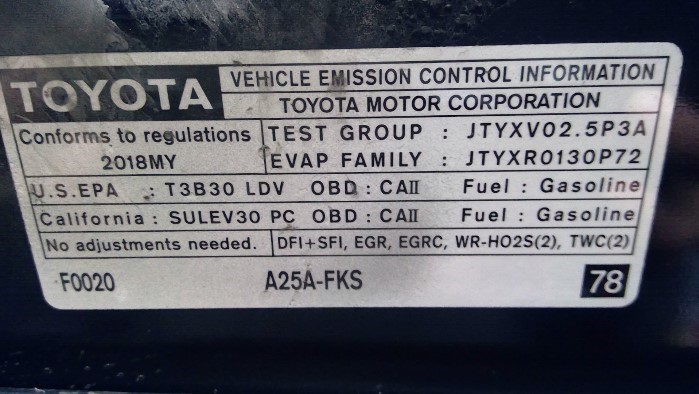 TOYOTA
VEHICLE EMISSION CONTROL INFORMATION
TOYOTA MOTOR CORPORATION
Conforms to regulations
2018MY
TEST GROUP : JTYXV02.5P3A
EVAP FAMILY : JTYXR0130P72
U.S.EPA : T3B30 LDV OBD : CAII Fuel : Gasoline
California : SULEV30 PC OBD : CAII Fuel : Gasoline
No adjustments needed. DFI+SFI, EGR, EGRC, WR-HO2S(2), TWC(2)
F0020 A25A-FKS 78